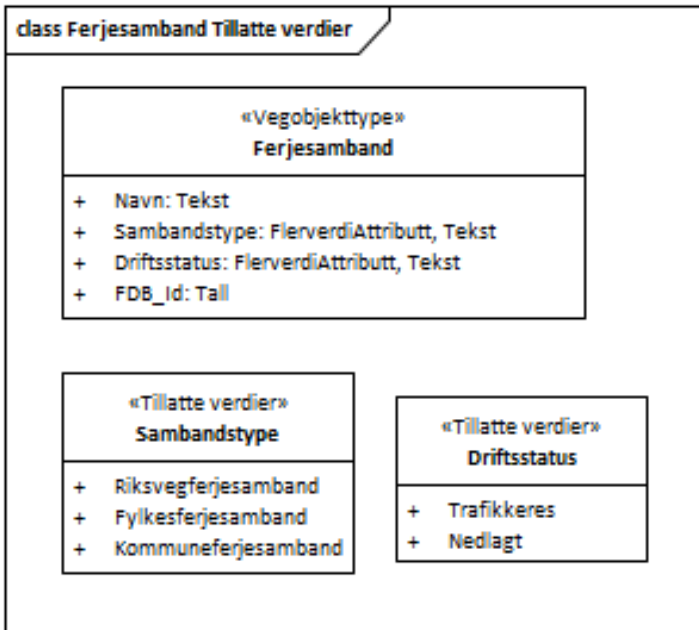 class Ferjesamband Tillatte verdier
«Vegobjekttype»
Ferjesamband
+ Navn: Tekst
+ Sambandstype: FlerverdiAttributt, Tekst
+ Driftsstatus: FlerverdiAttributt, Tekst
+ FDB_Id: Tall
«Tillatte verdier»
Sambandstype
+ Riksvegferjesamband
+ Fylkesferjesamband
+ Kommuneferjesamband
«Tillatte verdier»
Driftsstatus
+ Trafikkeres
+ Nedlagt